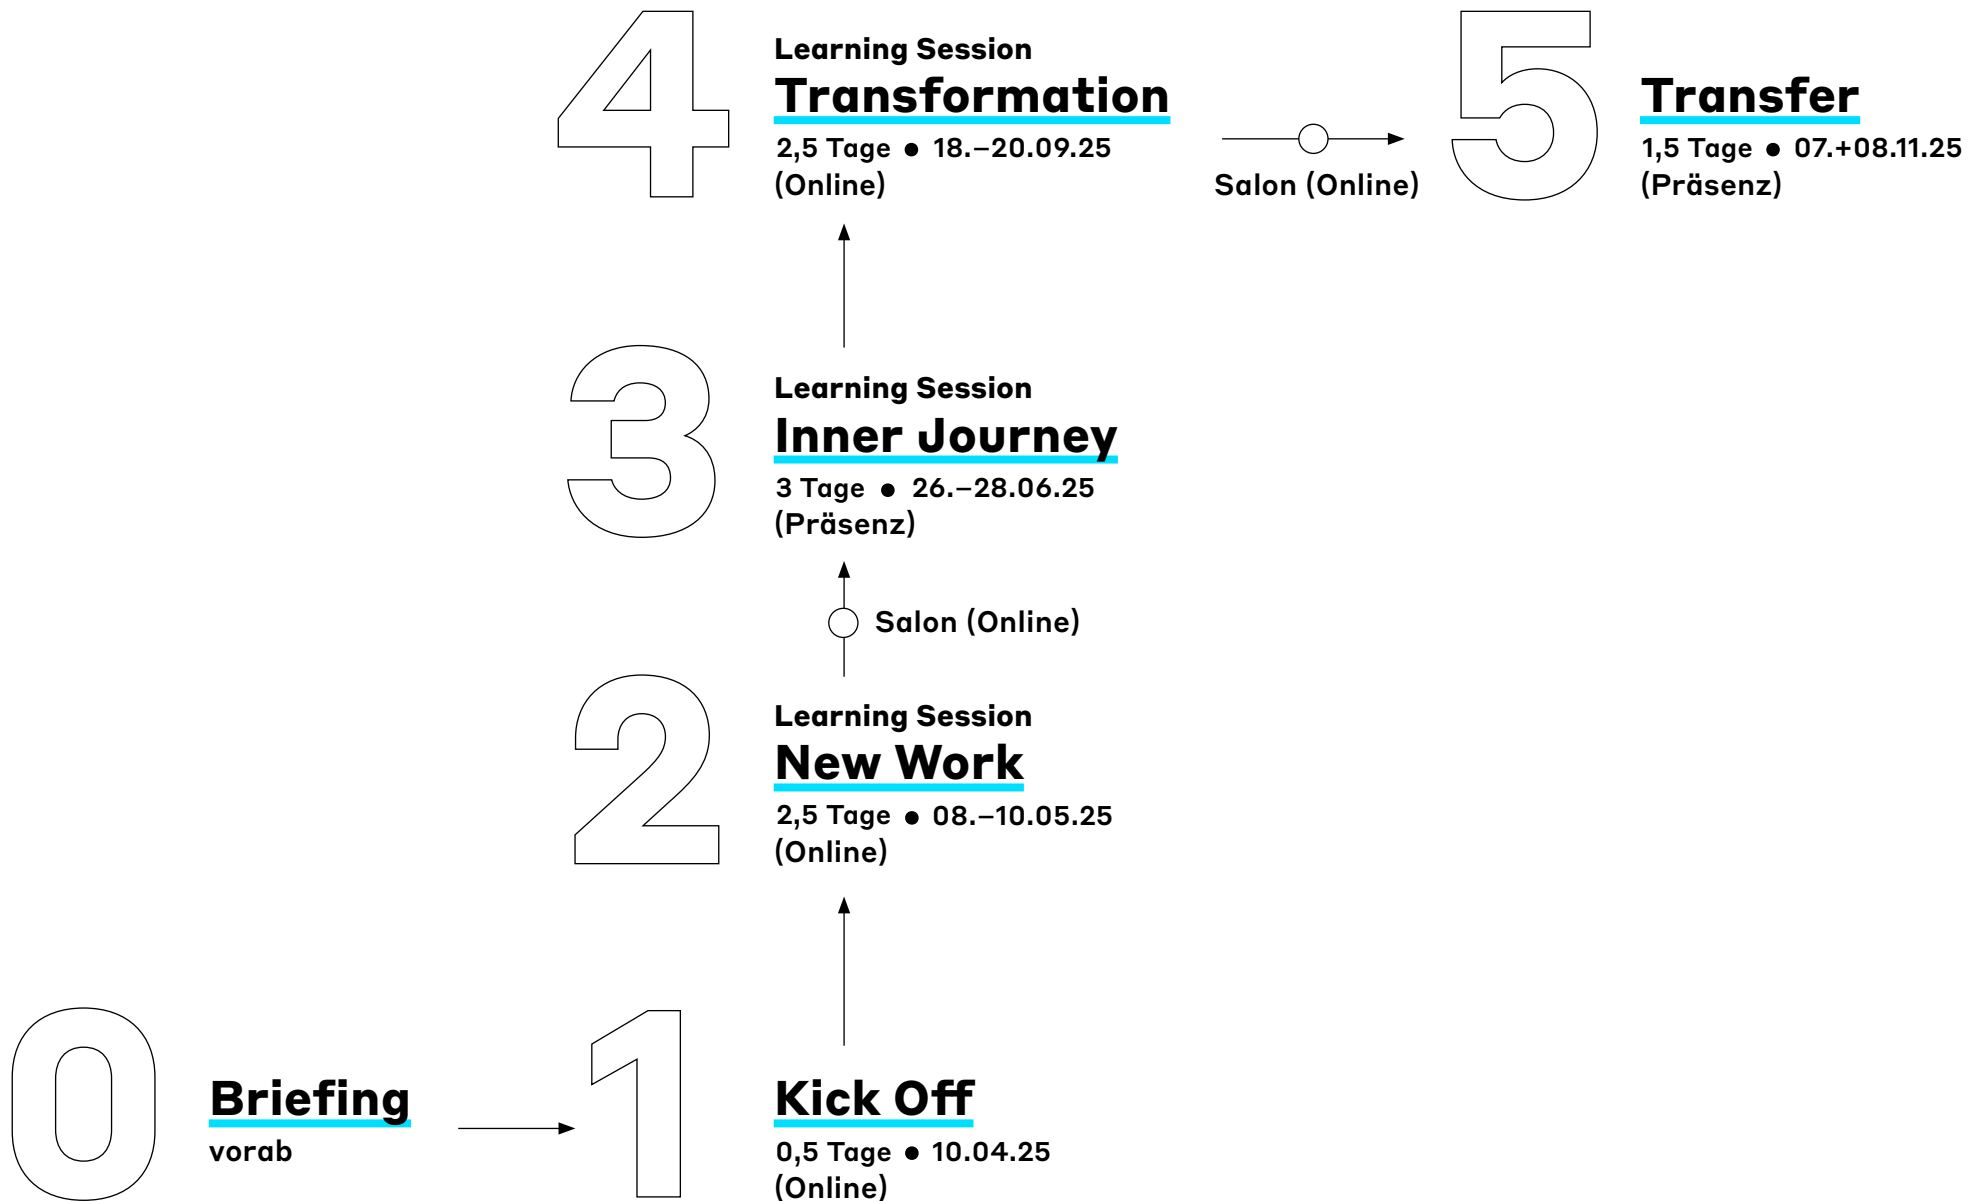 4
Learning Session
Transformation
2,5 Tage ● 18.–20.09.25
(Online)
Salon (Online)
5
Transfer
1,5 Tage ● 07.+08.11.25
(Präsenz)
3
Learning Session
Inner Journey
3 Tage ● 26.–28.06.25
(Präsenz)
Salon (Online)
2
Learning Session
New Work
2,5 Tage ● 08.–10.05.25
(Online)
0
Briefing
vorab
1
Kick Off
0,5 Tage ● 10.04.25
(Online)